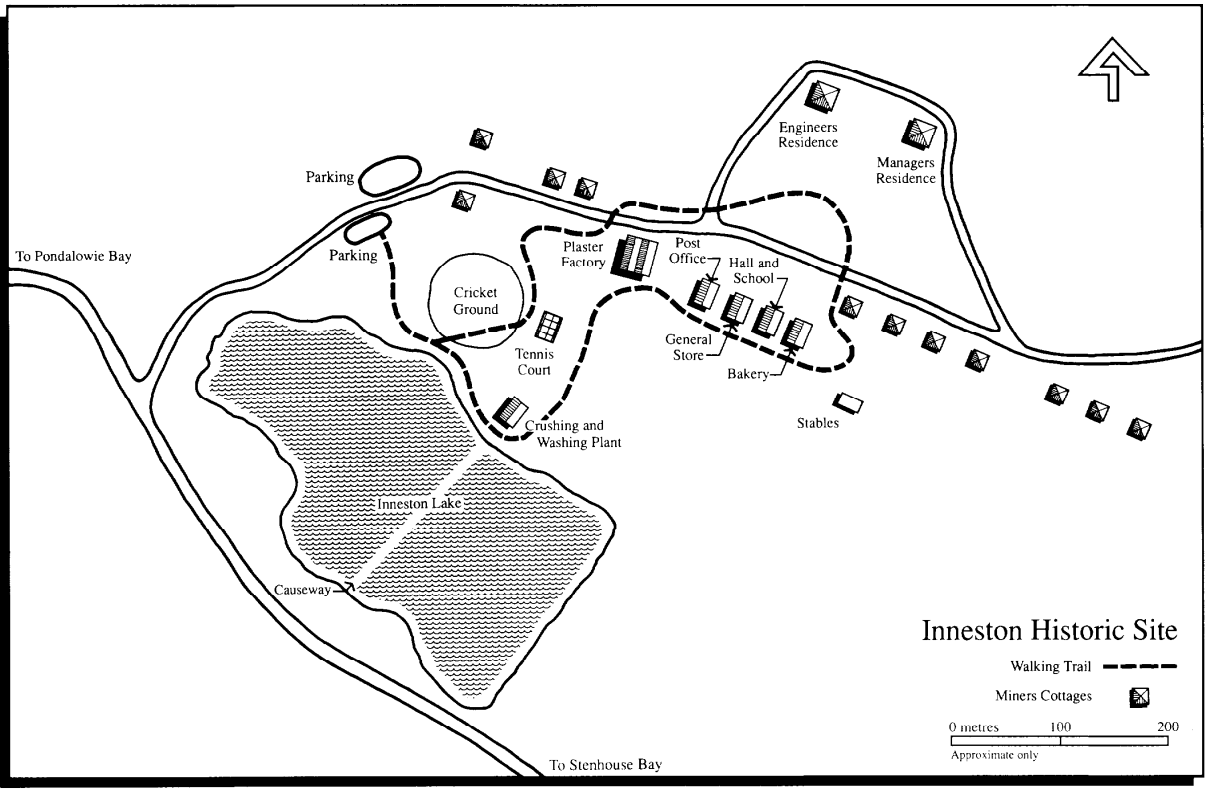 Engineers
Residence
Managers
Residence
Parking
Parking
To Pondalowie Bay
Plaster
Factory
Post
Office
Hall and
School
Cricket
Ground
General
Store
Tennis
Court
Bakery
Stables
Crushing and
Washing Plant
Inneston Lake
Causeway
Inneston Historic Site
Walking Trail
Miners Cottages
0 metres 100 200
Approximate only
To Stenhouse Bay